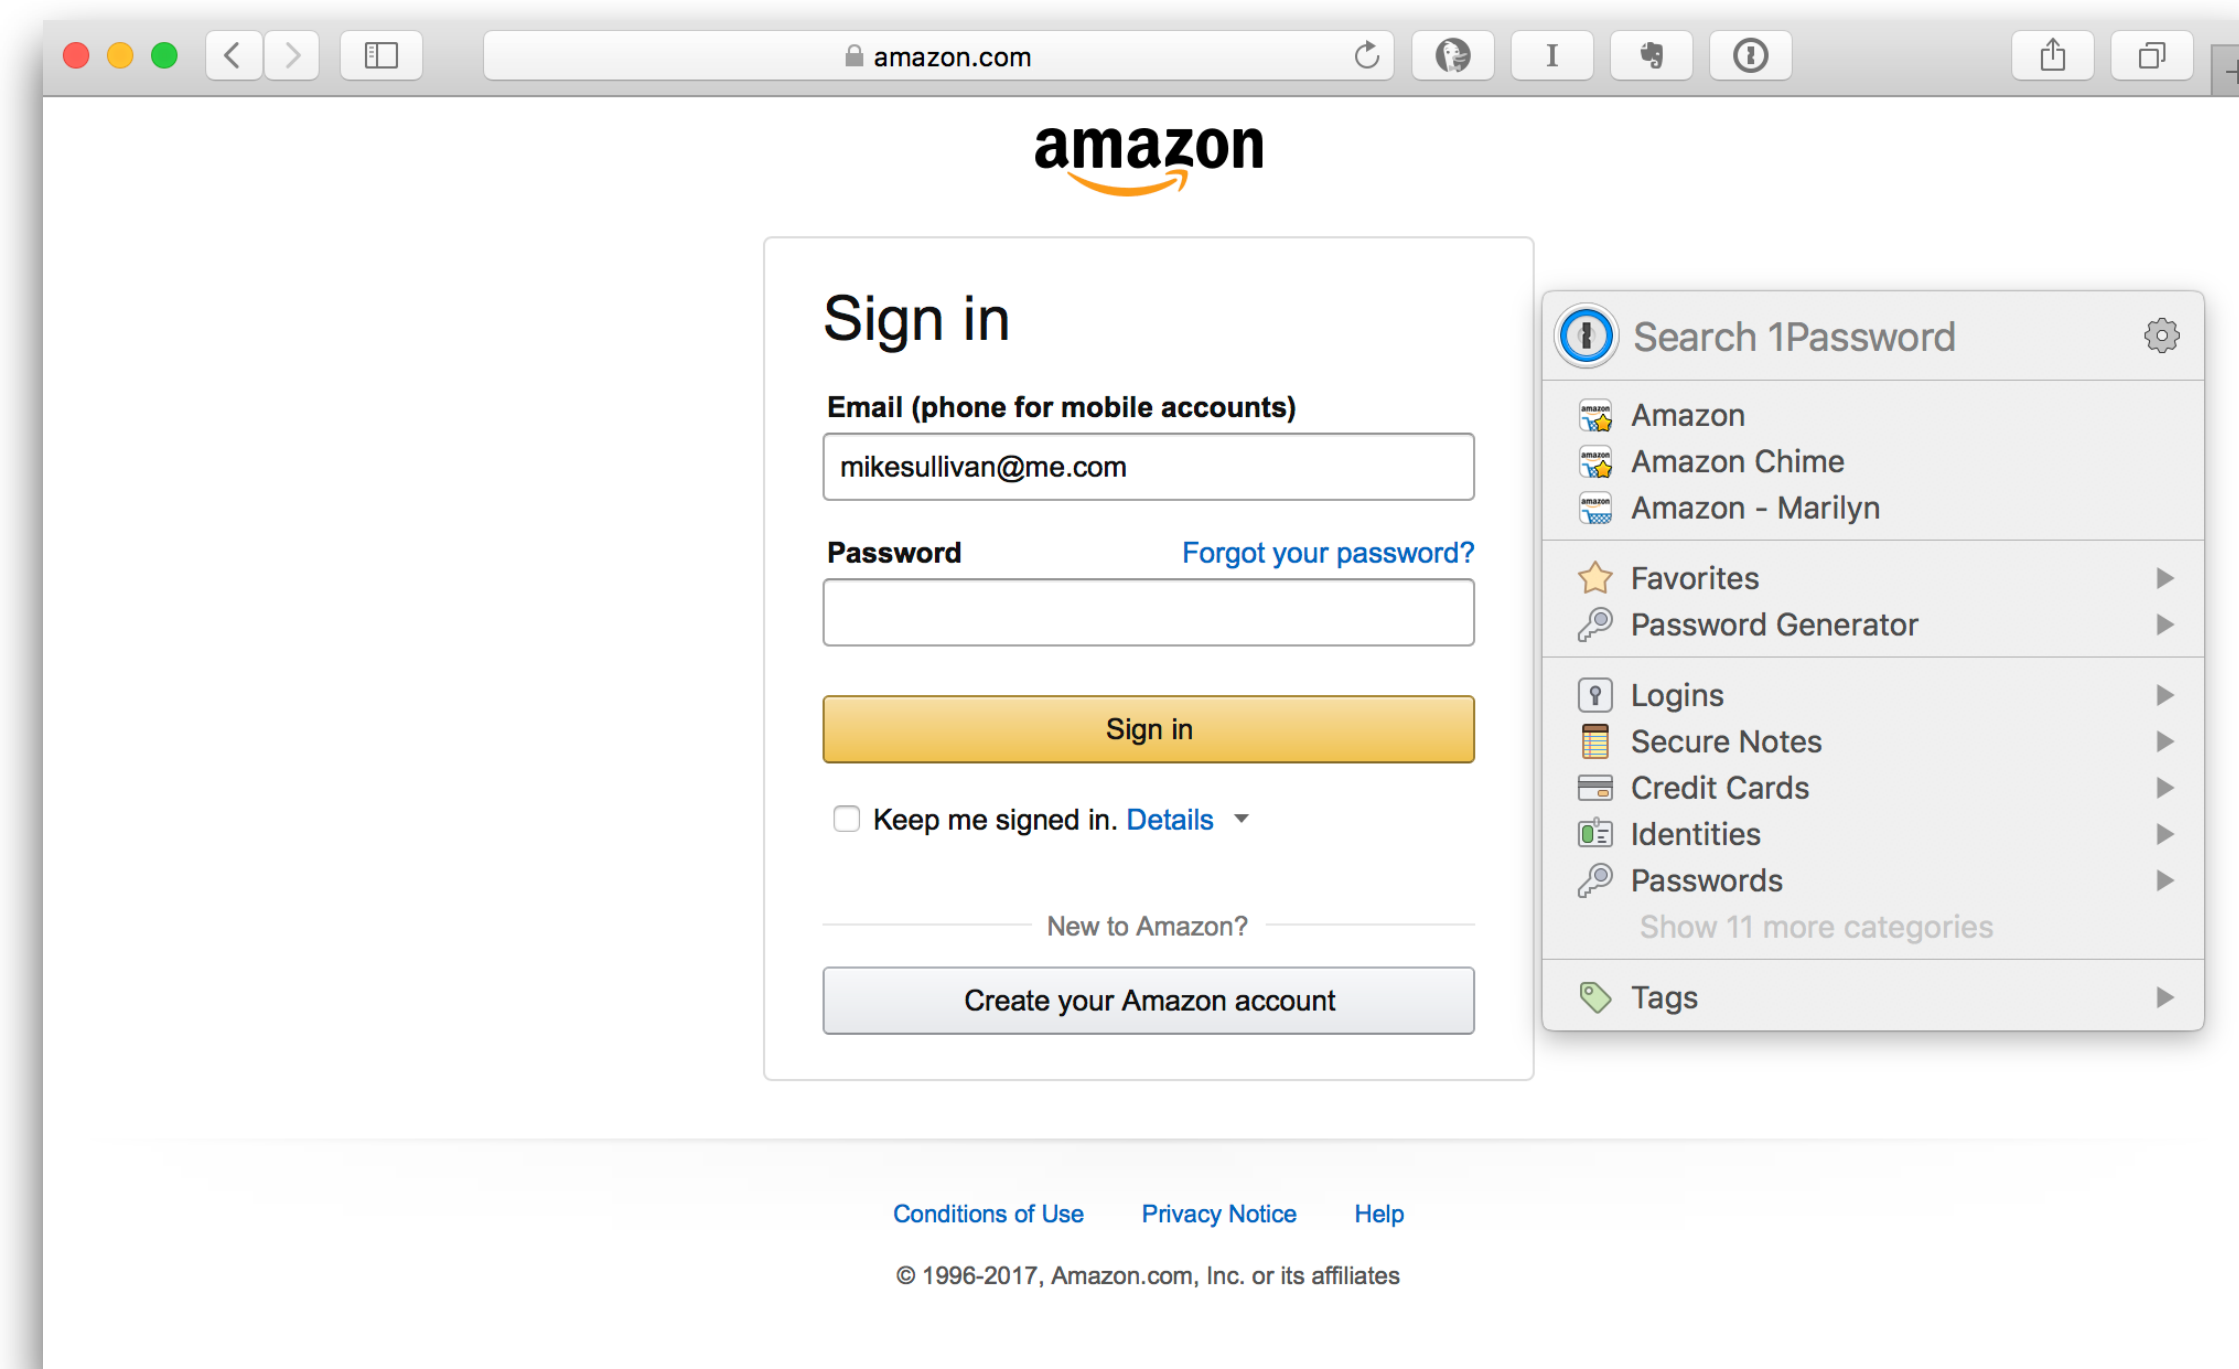 amazon.com
I
amazon
Sign in
Email (phone for mobile accounts)
mikesullivan@me.com
Password Forgot your password?
Sign in
Keep me signed in. Details
New to Amazon?
Create your Amazon account
Search 1Password
amazon Amazon
amazon Amazon Chime
amazon Amazon - Marilyn
Favorites
Password Generator
Logins
Secure Notes
Credit Cards
Identities
Passwords
Show 11 more categories
Tags
Conditions of Use Privacy Notice Help
© 1996-2017, Amazon.com, Inc. or its affiliates